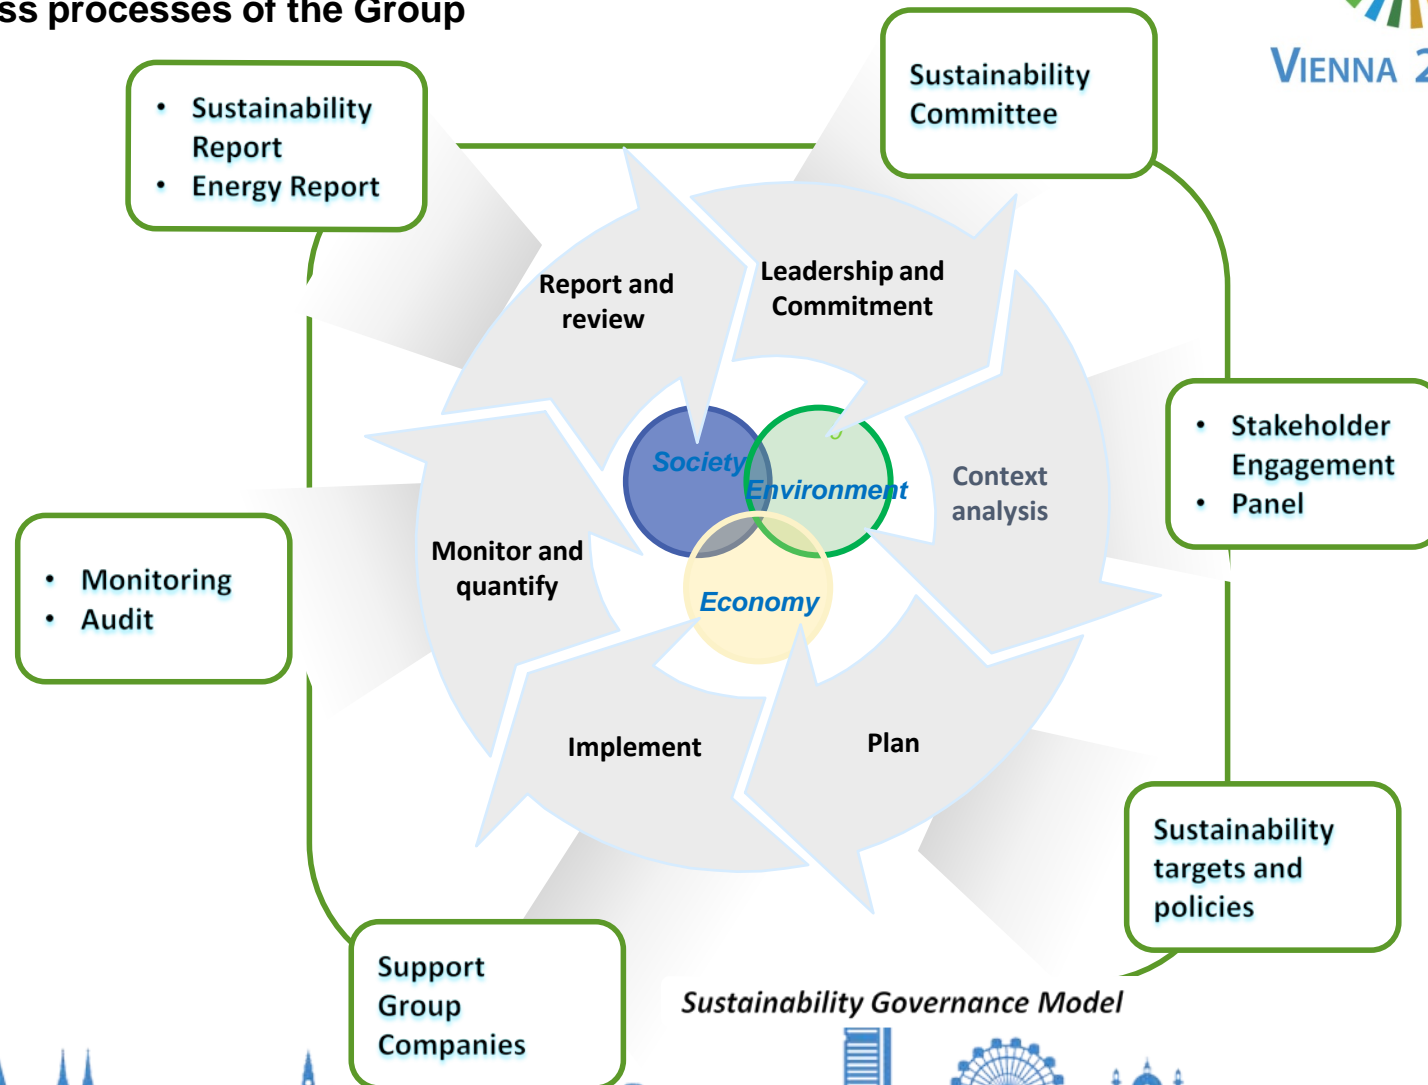 ss processes of the Group
VIENNA 2
• Sustainability
Report
• Energy Report
Sustainability
Committee
Report and
review
Leadership and
Commitment
Society
Environment
Economy
Context
analysis
• Stakeholder
Engagement
• Panel
Monitor and
quantify
• Monitoring
• Audit
Implement
Plan
Sustainability
targets and
policies
Support
Group
Companies
Sustainability Governance Model